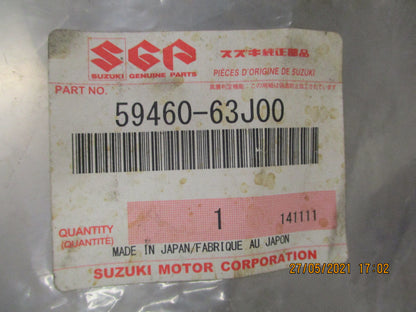 SGP
スズキ純正部品
SUZUKI GENUINE PARTS
PIÈCES D'ORIGINE DE SUZUKI
PART NO.
59460-63J00
QUANTITY
(QUANTITÉ)
1
141111
MADE IN JAPAN/FABRIQUE AU JAPON
SUZUKI MOTOR CORPORATION
27/05/2021 17:02